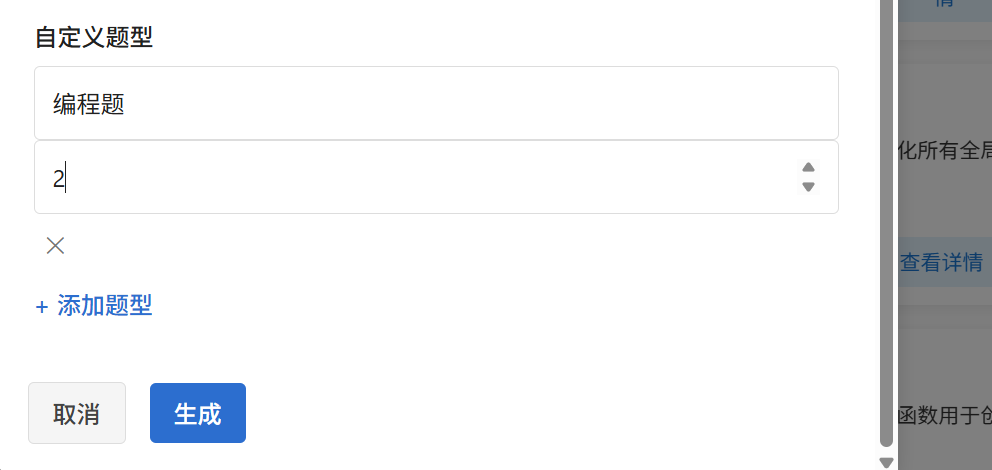 自定义题型
编程题
2
+ 添加题型
取消
生成
情
化所有全局
查看详情
函数用于创